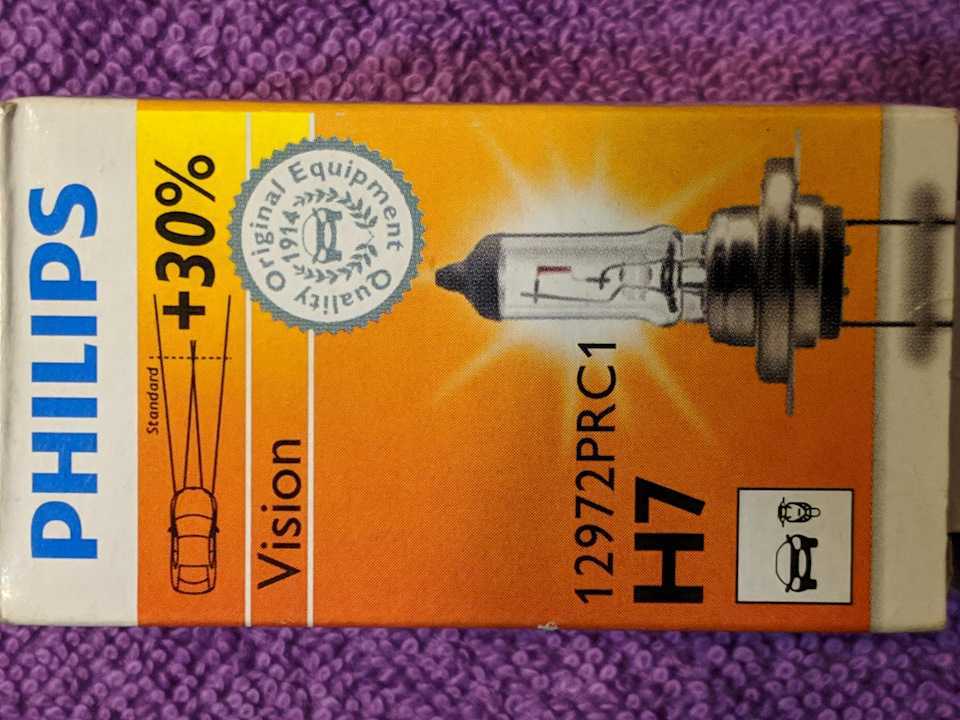 PHILIPS
Standard
+30%
Vision
Quality Original Equipment
1914
12972PRC1
H7